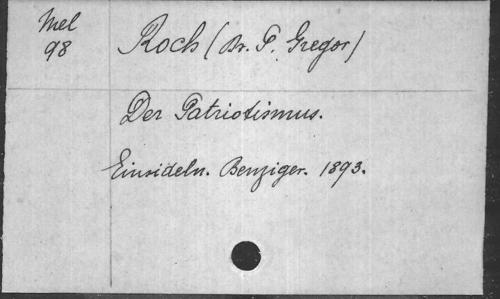 Mel
98
Koch (Dr. P. Gregor)
Der Patriotismus.
Einsideln. Benziger. 1893.